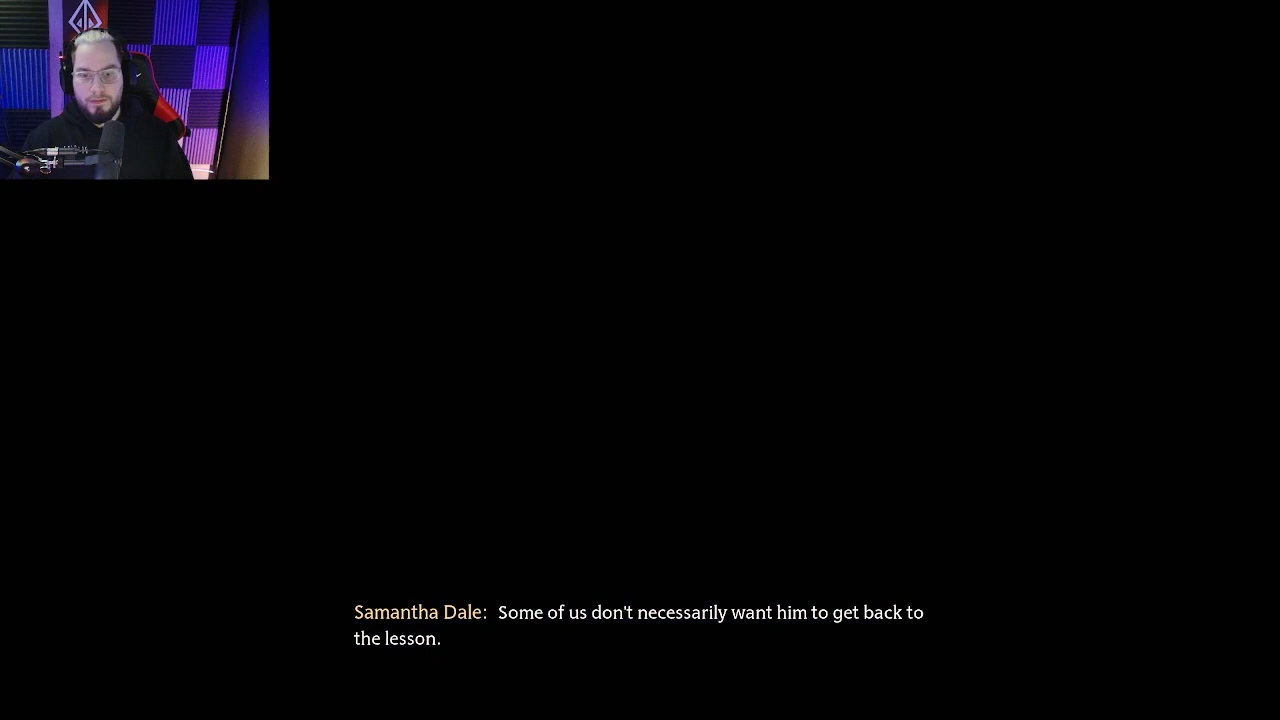 Samantha Dale: Some of us don't necessarily want him to get back to
the lesson.